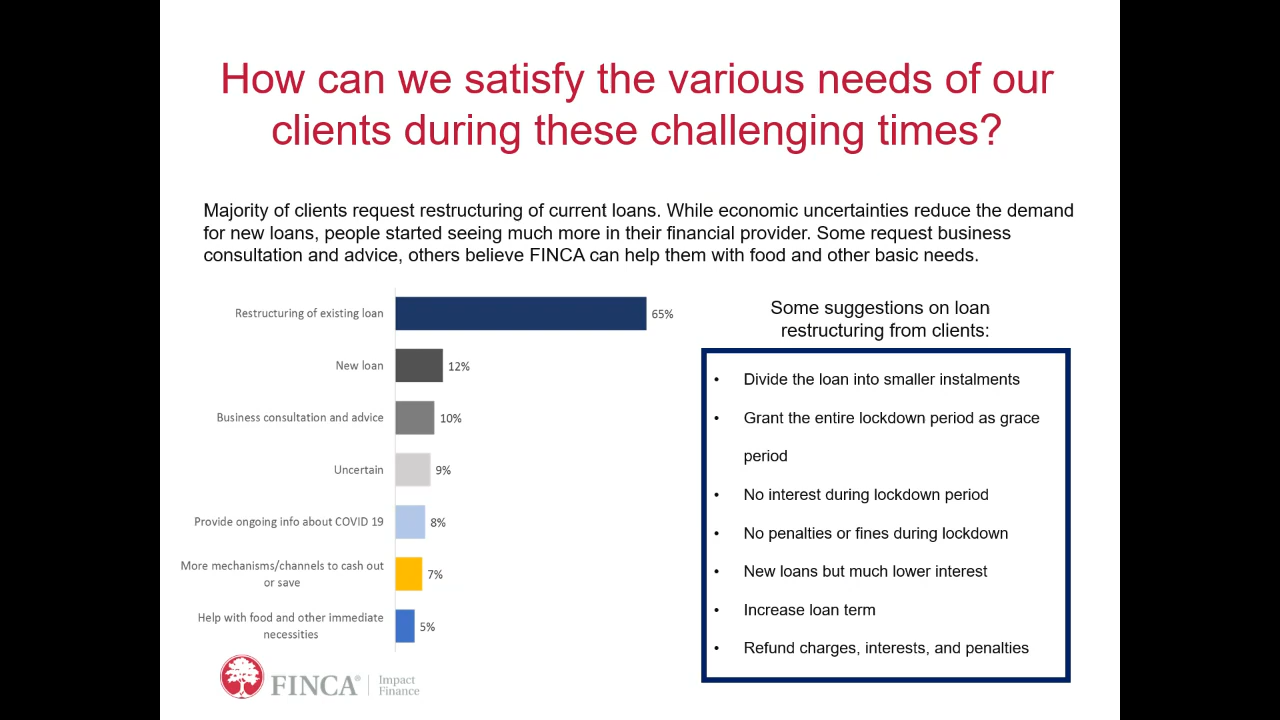 How can we satisfy the various needs of our
clients during these challenging times?
Majority of clients request restructuring of current loans. While economic uncertainties reduce the demand
for new loans, people started seeing much more in their financial provider. Some request business
consultation and advice, others believe FINCA can help them with food and other basic needs.
Restructuring of existing loan 65%
New loan 12%
Business consultation and advice 10%
Uncertain 9%
Provide ongoing info about COVID 19 8%
More mechanisms/channels to cash out
or save 7%
Help with food and other immediate
necessities 5%
Some suggestions on loan
restructuring from clients:
• Divide the loan into smaller instalments
• Grant the entire lockdown period as grace
period
• No interest during lockdown period
• No penalties or fines during lockdown
• New loans but much lower interest
• Increase loan term
• Refund charges, interests, and penalties
FINCA® Impact
Finance